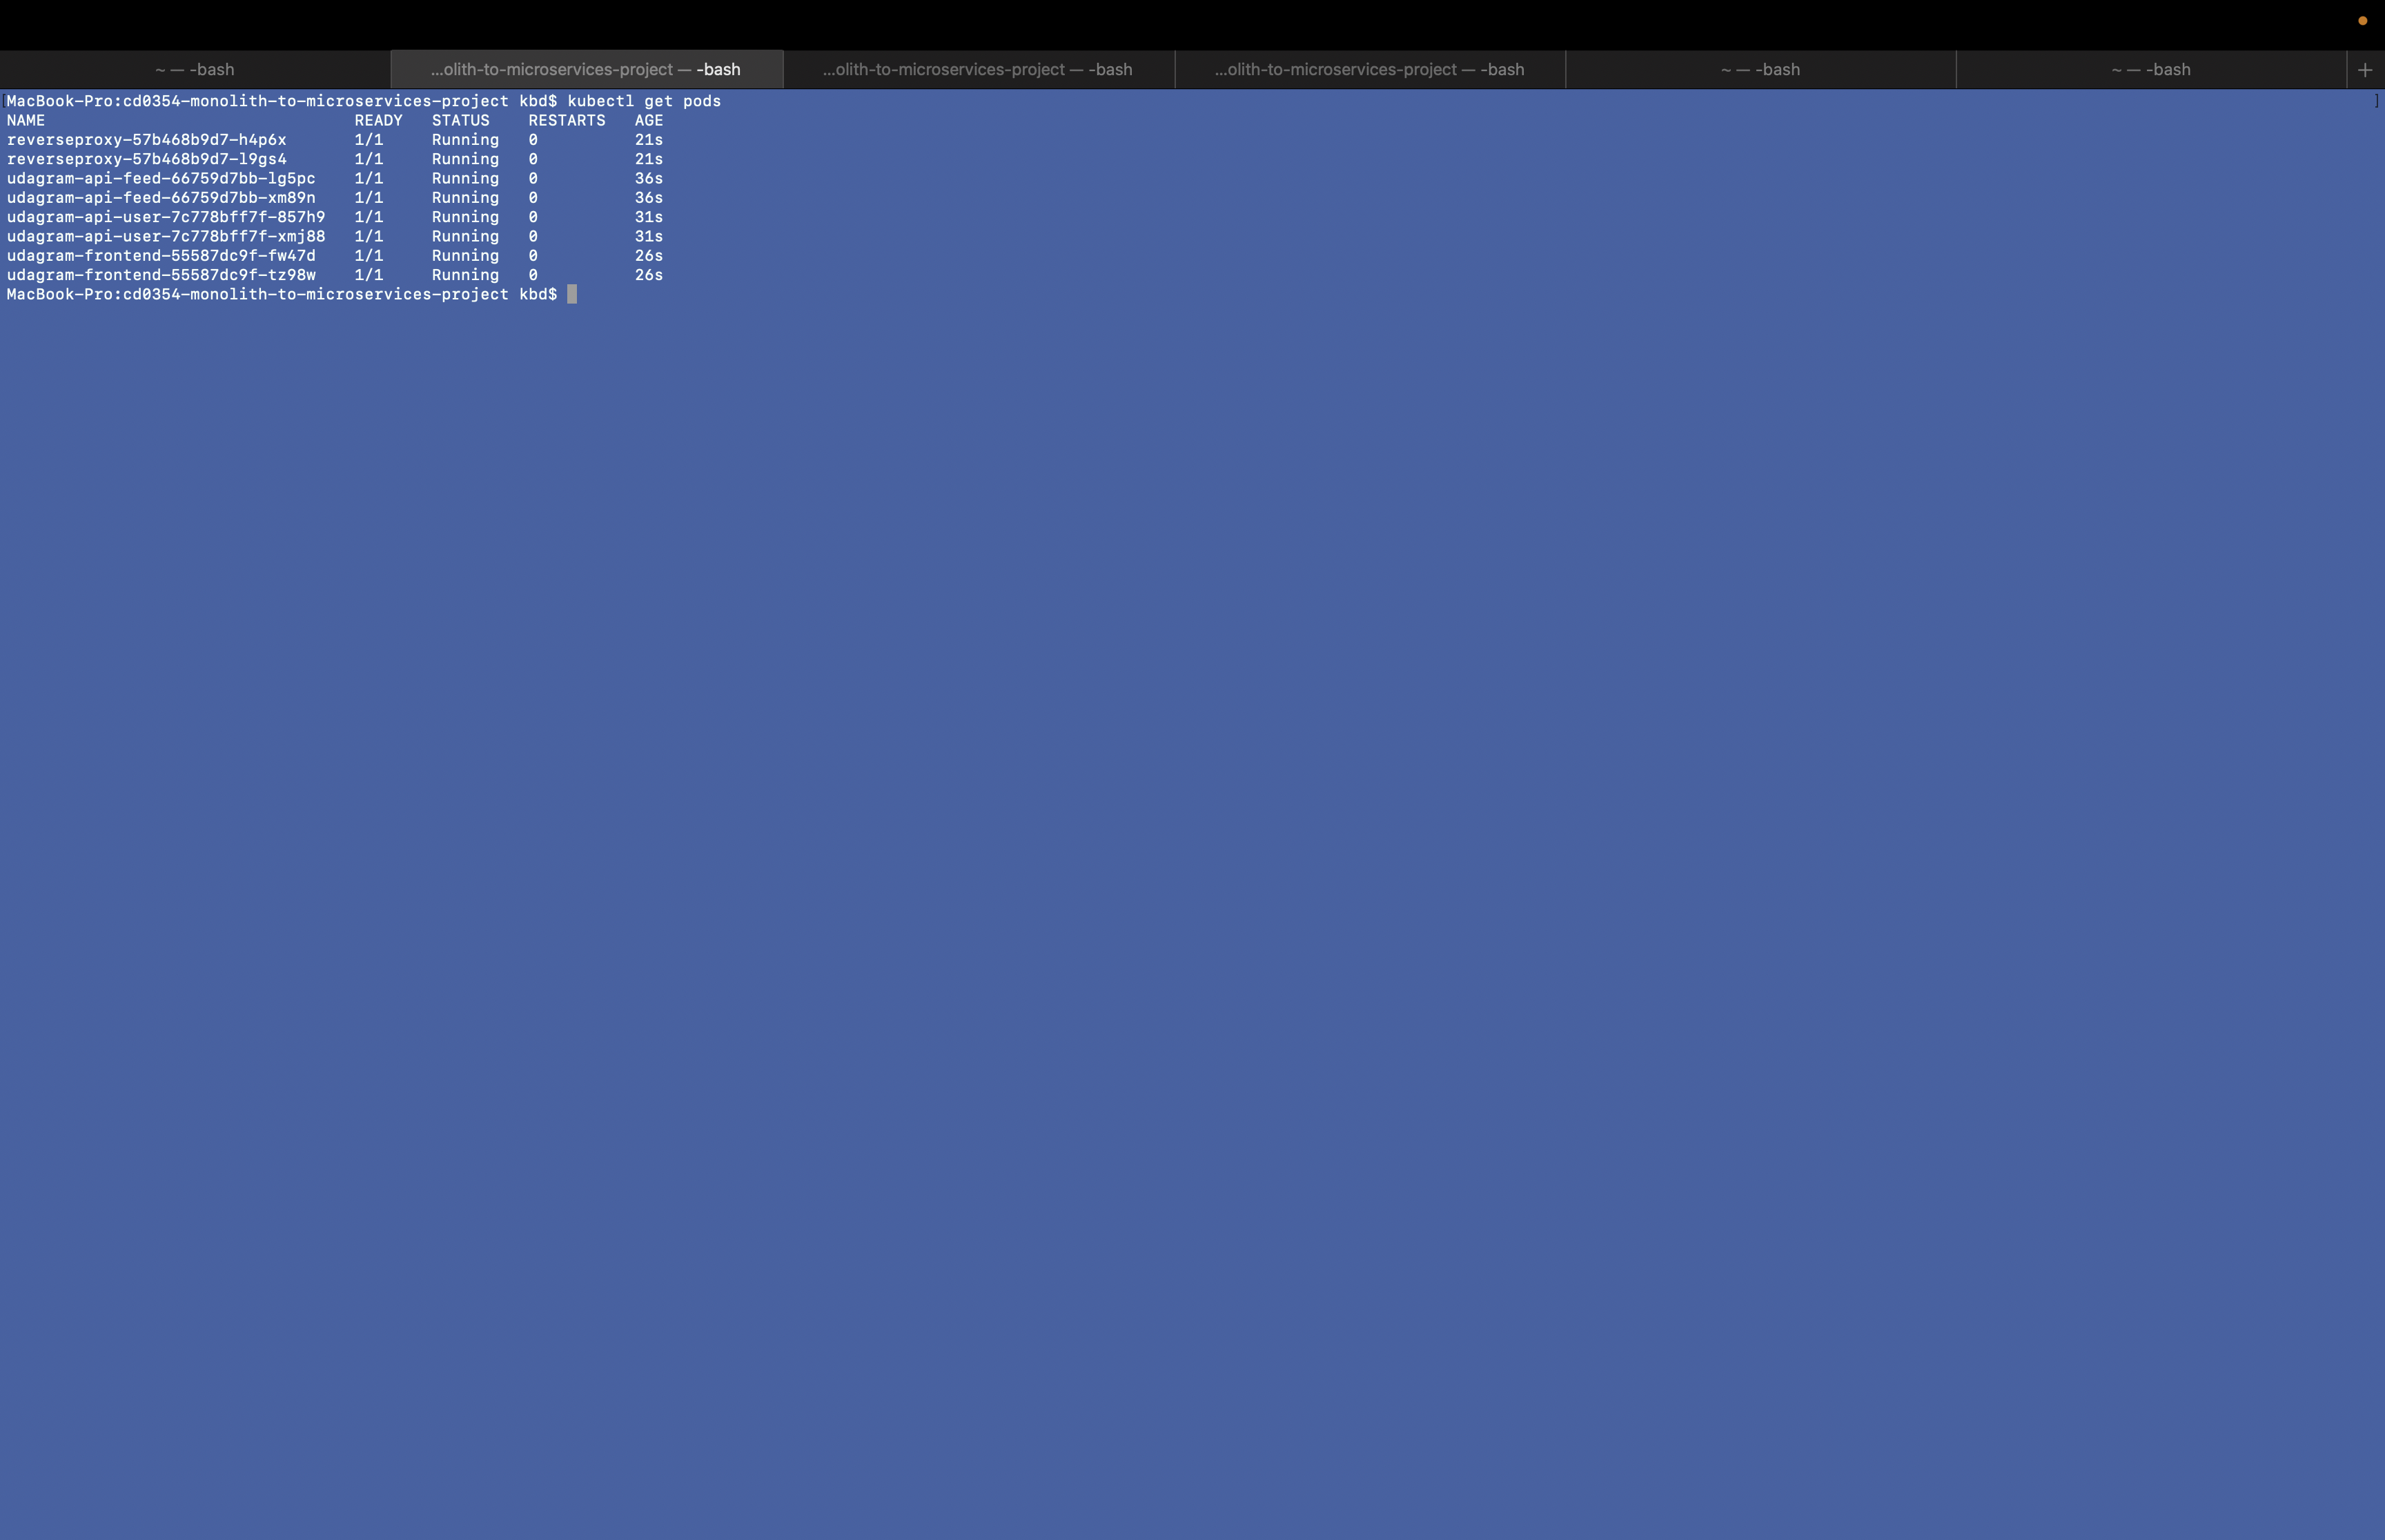 ~ — -bash
...olith-to-microservices-project — -bash
...olith-to-microservices-project — -bash
...olith-to-microservices-project — -bash
~ — -bash
~ — -bash
+
[MacBook-Pro:cd0354-monolith-to-microservices-project kbd$ kubectl get pods ]
NAME READY STATUS RESTARTS AGE
reverseproxy-57b468b9d7-h4p6x 1/1 Running 0 21s
reverseproxy-57b468b9d7-l9gs4 1/1 Running 0 21s
udagram-api-feed-66759d7bb-lg5pc 1/1 Running 0 36s
udagram-api-feed-66759d7bb-xm89n 1/1 Running 0 36s
udagram-api-user-7c778bff7f-857h9 1/1 Running 0 31s
udagram-api-user-7c778bff7f-xmj88 1/1 Running 0 31s
udagram-frontend-55587dc9f-fw47d 1/1 Running 0 26s
udagram-frontend-55587dc9f-tz98w 1/1 Running 0 26s
MacBook-Pro:cd0354-monolith-to-microservices-project kbd$